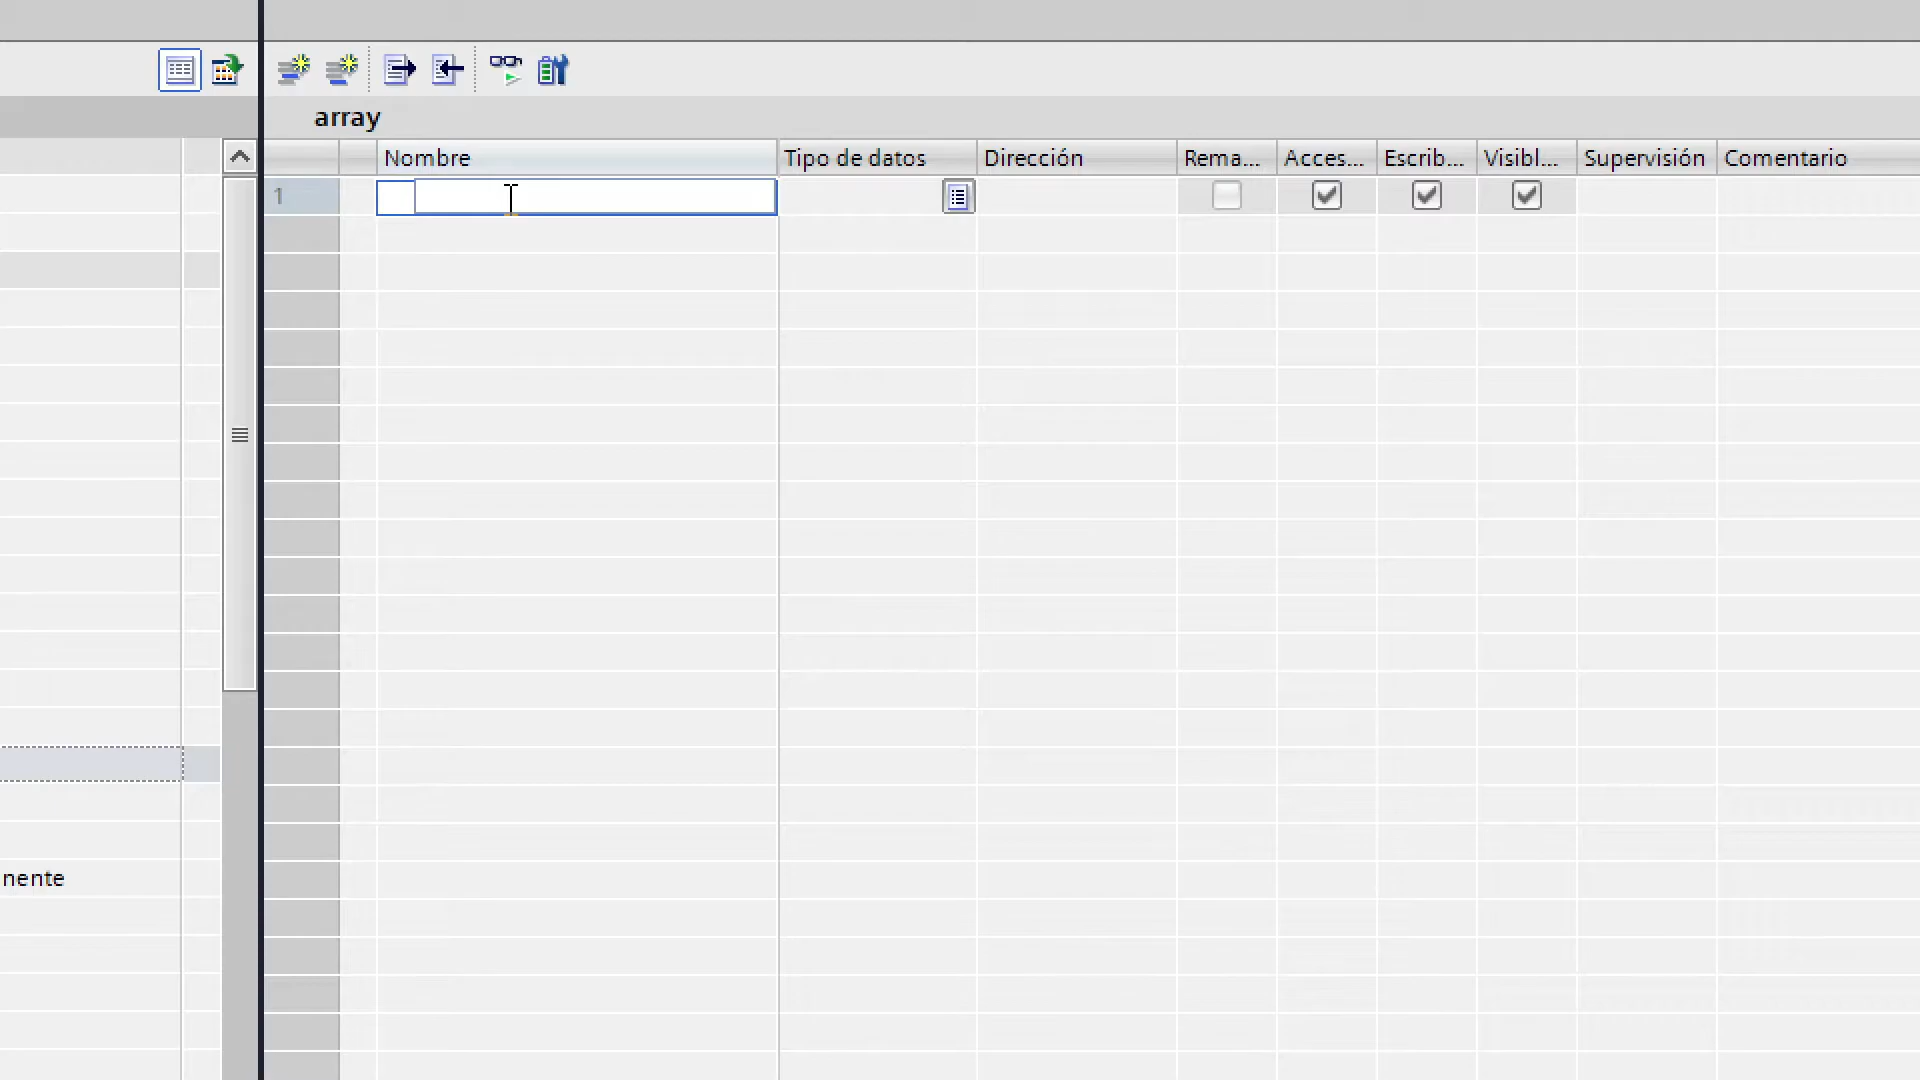 array
Nombre Tipo de datos Dirección Rema... Acces... Escrib... Visibl... Supervisión Comentario
1
nente